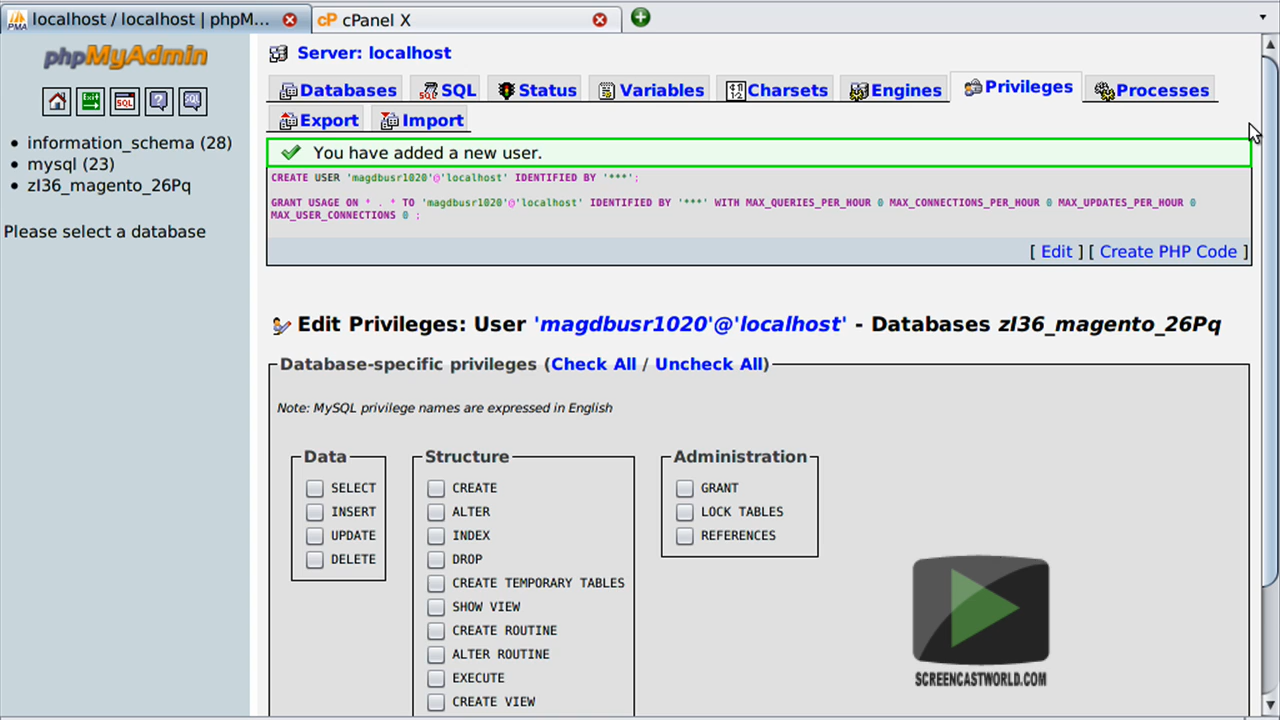 localhost / localhost | phpM...
cP cPanel X
phpMyAdmin
Server: localhost
Databases SQL Status Variables Charsets Engines Privileges Processes
Export Import
information_schema (28)
mysql (23)
zI36_magento_26Pq
Please select a database
You have added a new user.
CREATE USER 'magdbusr1020'@'localhost' IDENTIFIED BY '***';
GRANT USAGE ON * . * TO 'magdbusr1020'@'localhost' IDENTIFIED BY '***' WITH MAX_QUERIES_PER_HOUR 0 MAX_CONNECTIONS_PER_HOUR 0 MAX_UPDATES_PER_HOUR 0
MAX_USER_CONNECTIONS 0 ;
[ Edit ] [ Create PHP Code ]
Edit Privileges: User 'magdbusr1020'@'localhost' - Databases zI36_magento_26Pq
Database-specific privileges (Check All / Uncheck All)
Note: MySQL privilege names are expressed in English
Data
SELECT
INSERT
UPDATE
DELETE
Structure
CREATE
ALTER
INDEX
DROP
CREATE TEMPORARY TABLES
SHOW VIEW
CREATE ROUTINE
ALTER ROUTINE
EXECUTE
CREATE VIEW
Administration
GRANT
LOCK TABLES
REFERENCES
SCREENCASTWORLD.COM